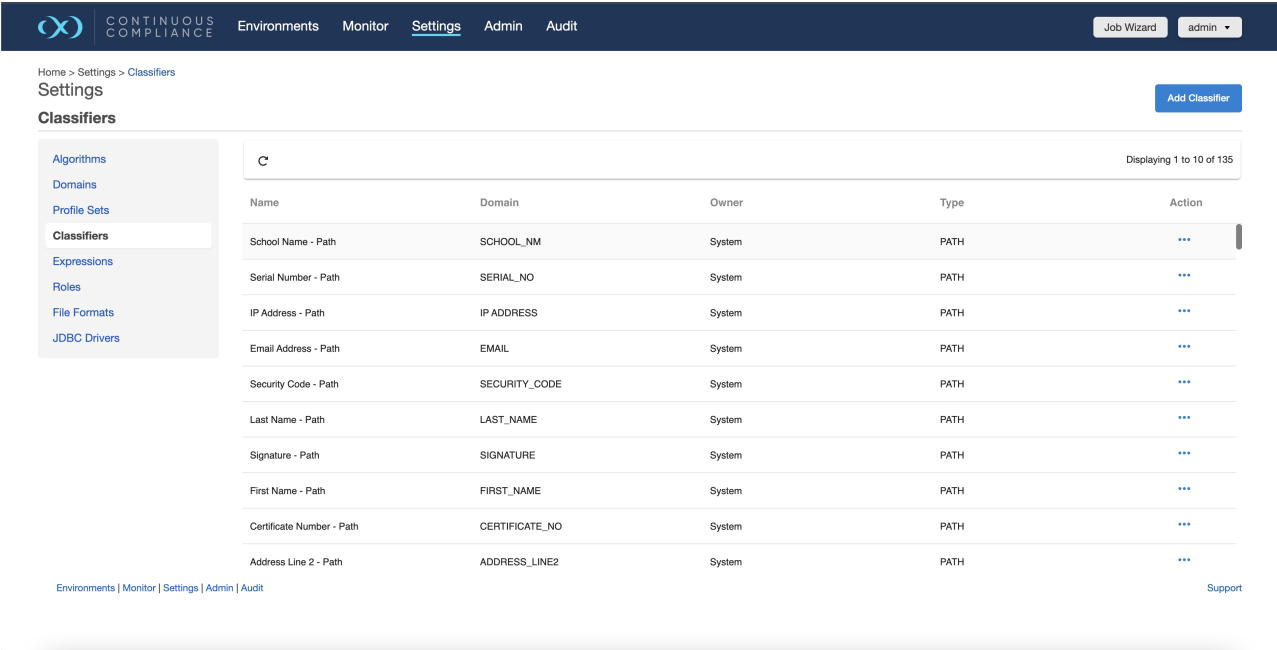 CONTINUOUS
COMPLIANCE
Environments Monitor Settings Admin Audit
Job Wizard admin
Home > Settings > Classifiers
Settings
Add Classifier
Classifiers
Algorithms
Domains
Profile Sets
Classifiers
Expressions
Roles
File Formats
JDBC Drivers
Displaying 1 to 10 of 135
Name Domain Owner Type Action
School Name - Path SCHOOL_NM System PATH
Serial Number - Path SERIAL_NO System PATH
IP Address - Path IP ADDRESS System PATH
Email Address - Path EMAIL System PATH
Security Code - Path SECURITY_CODE System PATH
Last Name - Path LAST_NAME System PATH
Signature - Path SIGNATURE System PATH
First Name - Path FIRST_NAME System PATH
Certificate Number - Path CERTIFICATE_NO System PATH
Address Line 2 - Path ADDRESS_LINE2 System PATH
Environments | Monitor | Settings | Admin | Audit
Support